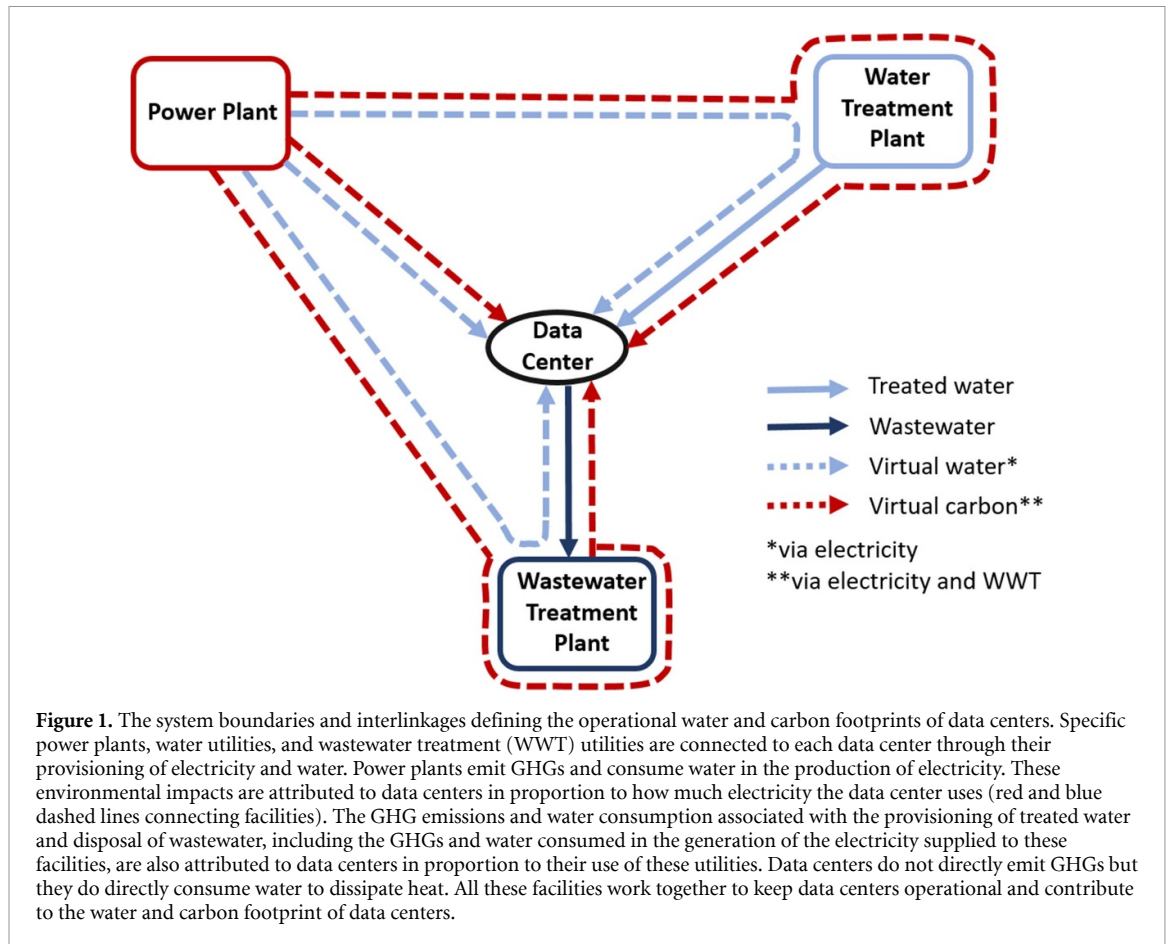 Power Plant
Water
Treatment
Plant
Data
Center
Treated water
Wastewater
Virtual water*
Virtual carbon**
*via electricity
**via electricity and WWT
Wastewater
Treatment
Plant
Figure 1. The system boundaries and interlinkages defining the operational water and carbon footprints of data centers. Specific
power plants, water utilities, and wastewater treatment (WWT) utilities are connected to each data center through their
provisioning of electricity and water. Power plants emit GHGs and consume water in the production of electricity. These
environmental impacts are attributed to data centers in proportion to how much electricity the data center uses (red and blue
dashed lines connecting facilities). The GHG emissions and water consumption associated with the provisioning of treated water
and disposal of wastewater, including the GHGs and water consumed in the generation of the electricity supplied to these
facilities, are also attributed to data centers in proportion to their use of these utilities. Data centers do not directly emit GHGs but
they do directly consume water to dissipate heat. All these facilities work together to keep data centers operational and contribute
to the water and carbon footprint of data centers.